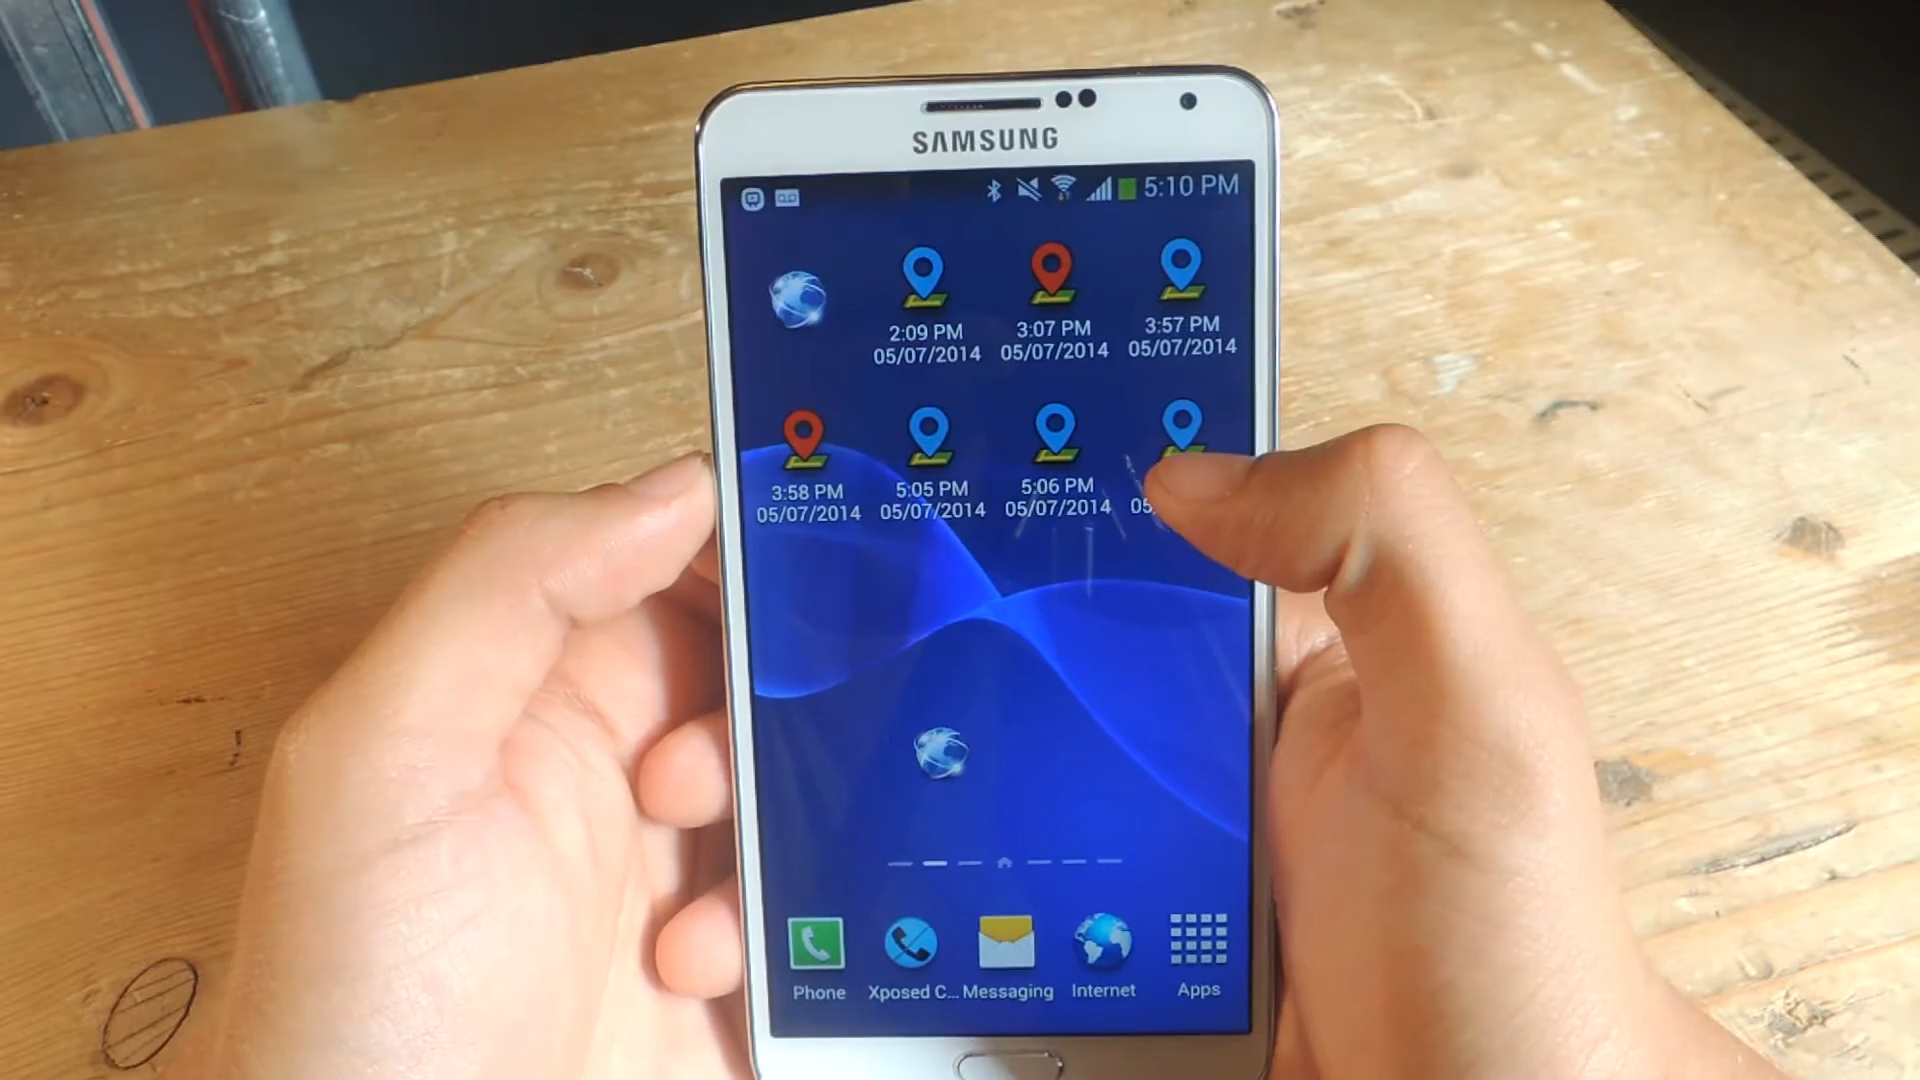 SAMSUNG
5:10 PM
2:09 PM
05/07/2014
3:07 PM
05/07/2014
3:57 PM
05/07/2014
3:58 PM
05/07/2014
5:05 PM
05/07/2014
5:06 PM
05/07/2014
05
Phone
Xposed C...
Messaging
Internet
Apps